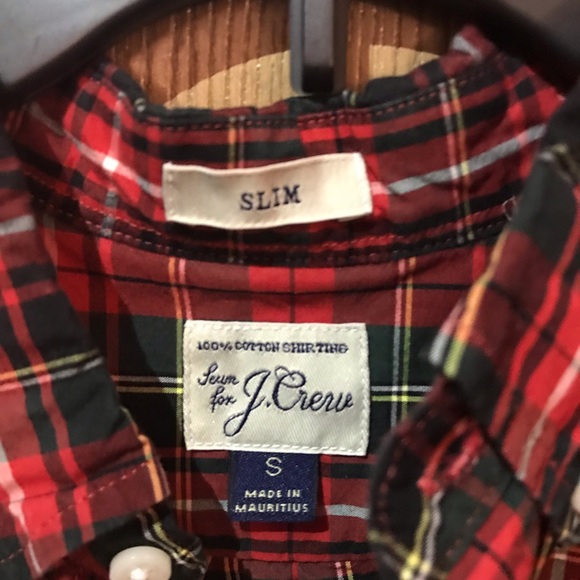 SLIM
100% COTTON SHIRTING
Sewn
for J.Crew
S
MADE IN
MAURITIUS